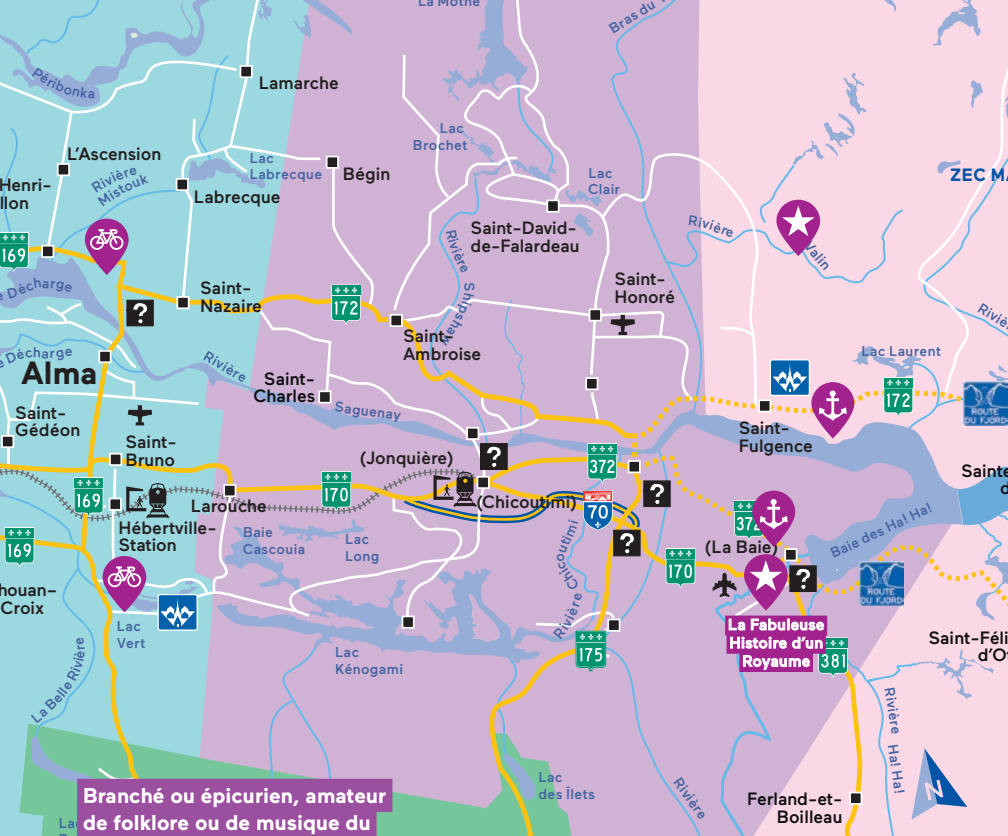 La Mothe
Bras du
Péribonka
Lamarche
L'Ascension
Lac
Brochet
Rivière
Mistouk
Lac
Labrecque
Bégin
Lac
Clair
ZEC
Henri-
llon
Labrecque
Saint-David-
de-Falardeau
Rivière
Valin
169
Décharge
Saint-
Nazaire
172
Rivière Shipshaw
Saint-
Honoré
?
Saint-
Ambroise
Décharge
Alma
Rivière
Saguenay
Saint-
Charles
Lac Laurent
172
ROUTE
DU FJORD
Saint-
Gédéon
Saint-
Bruno
Saint-
Fulgence
(Jonquière)
?
372
Sainte
169
170
Larouche
(Chicoutimi)
70
?
372
Hébertville-
Station
169
Baie
Cascouia
Lac
Long
?
(La Baie)
Baie des Ha! Ha!
170
?
ROUTE
DU FJORD
houan-
Croix
Lac
Vert
Rivière Chicoutimi
La Fabuleuse
Histoire d'un
Royaume
175
381
Saint-Féli
Lac
Kénogami
La Belle Rivière
Rivière Ha! Ha!
Lac
des Îlets
Rivière
N
Ferland-et-
Boilleau
Branché ou épicurien, amateur
de folklore ou de musique du